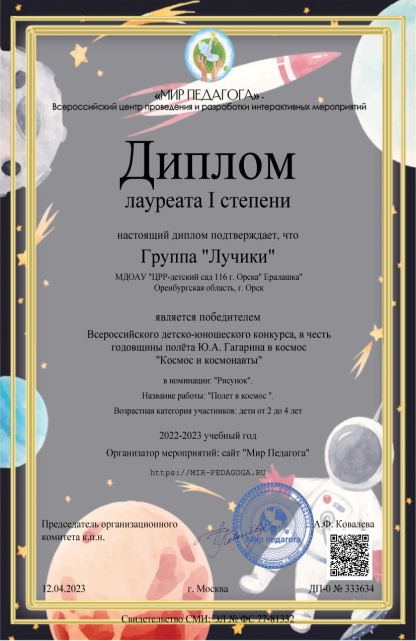 «МИР ПЕДАГОГА» -
Всероссийский центр проведения и разработки интерактивных мероприятий
Диплом
лауреата I степени
настоящий диплом подтверждает, что
Группа "Лучики"
МДОАУ "ЦРР-детский сад 116 г. Орска" Ералашка"
Оренбургская область, г. Орск
является победителем
Всероссийского детско-юношеского конкурса, в честь
годовщины полёта Ю.А. Гагарина в космос
"Космос и космонавты"
в номинации: "Рисунок".
Название работы: "Полет в космос ".
Возрастная категория участников: дети от 2 до 4 лет
2022-2023 учебный год
Организатор мероприятий: сайт "Мир Педагога"
https://MIR-PEDAGOGA.RU
Председатель организационного
комитета к.п.н.
А.Ф. Ковалева
Мир педагога
12.04.2023
г. Москва
ДП-0 № 333634
Свидетельство СМИ: ЭЛ № ФС 77-81332